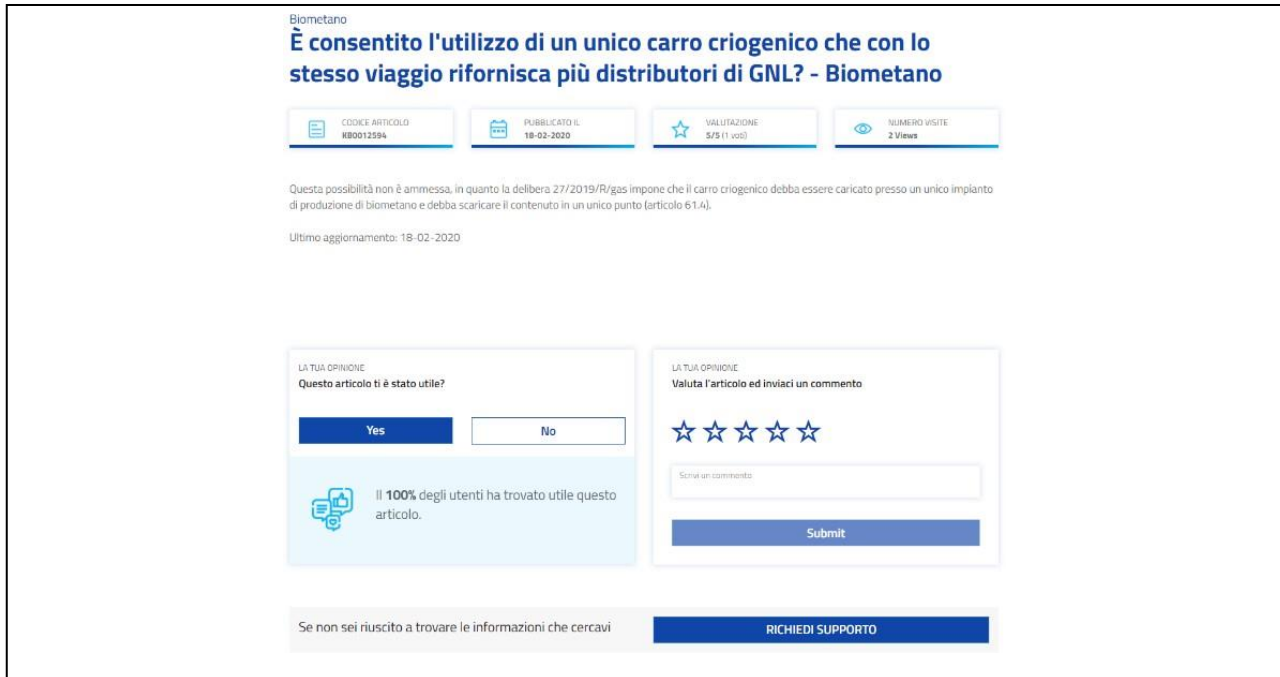 Biometano
È consentito l'utilizzo di un unico carro criogenico che con lo
stesso viaggio rifornisca più distributori di GNL? - Biometano
CODICE ARTICOLO
KB0012594
PUBBLICATO IL
18-02-2020
VALUTAZIONE
5/5 (1 voti)
NUMERO VISITE
2 Views
Questa possibilità non è ammessa, in quanto la delibera 27/2019/R/gas impone che il carro criogenico debba essere caricato presso un unico impianto
di produzione di biometano e debba scaricare il contenuto in un unico punto (articolo 61.4).
Ultimo aggiornamento: 18-02-2020
LA TUA OPINIONE
Questo articolo ti è stato utile?
Yes
No
Il 100% degli utenti ha trovato utile questo
articolo.
LA TUA OPINIONE
Valuta l'articolo ed inviaci un commento
Scrivi un commento
Submit
Se non sei riuscito a trovare le informazioni che cercavi
RICHIEDI SUPPORTO